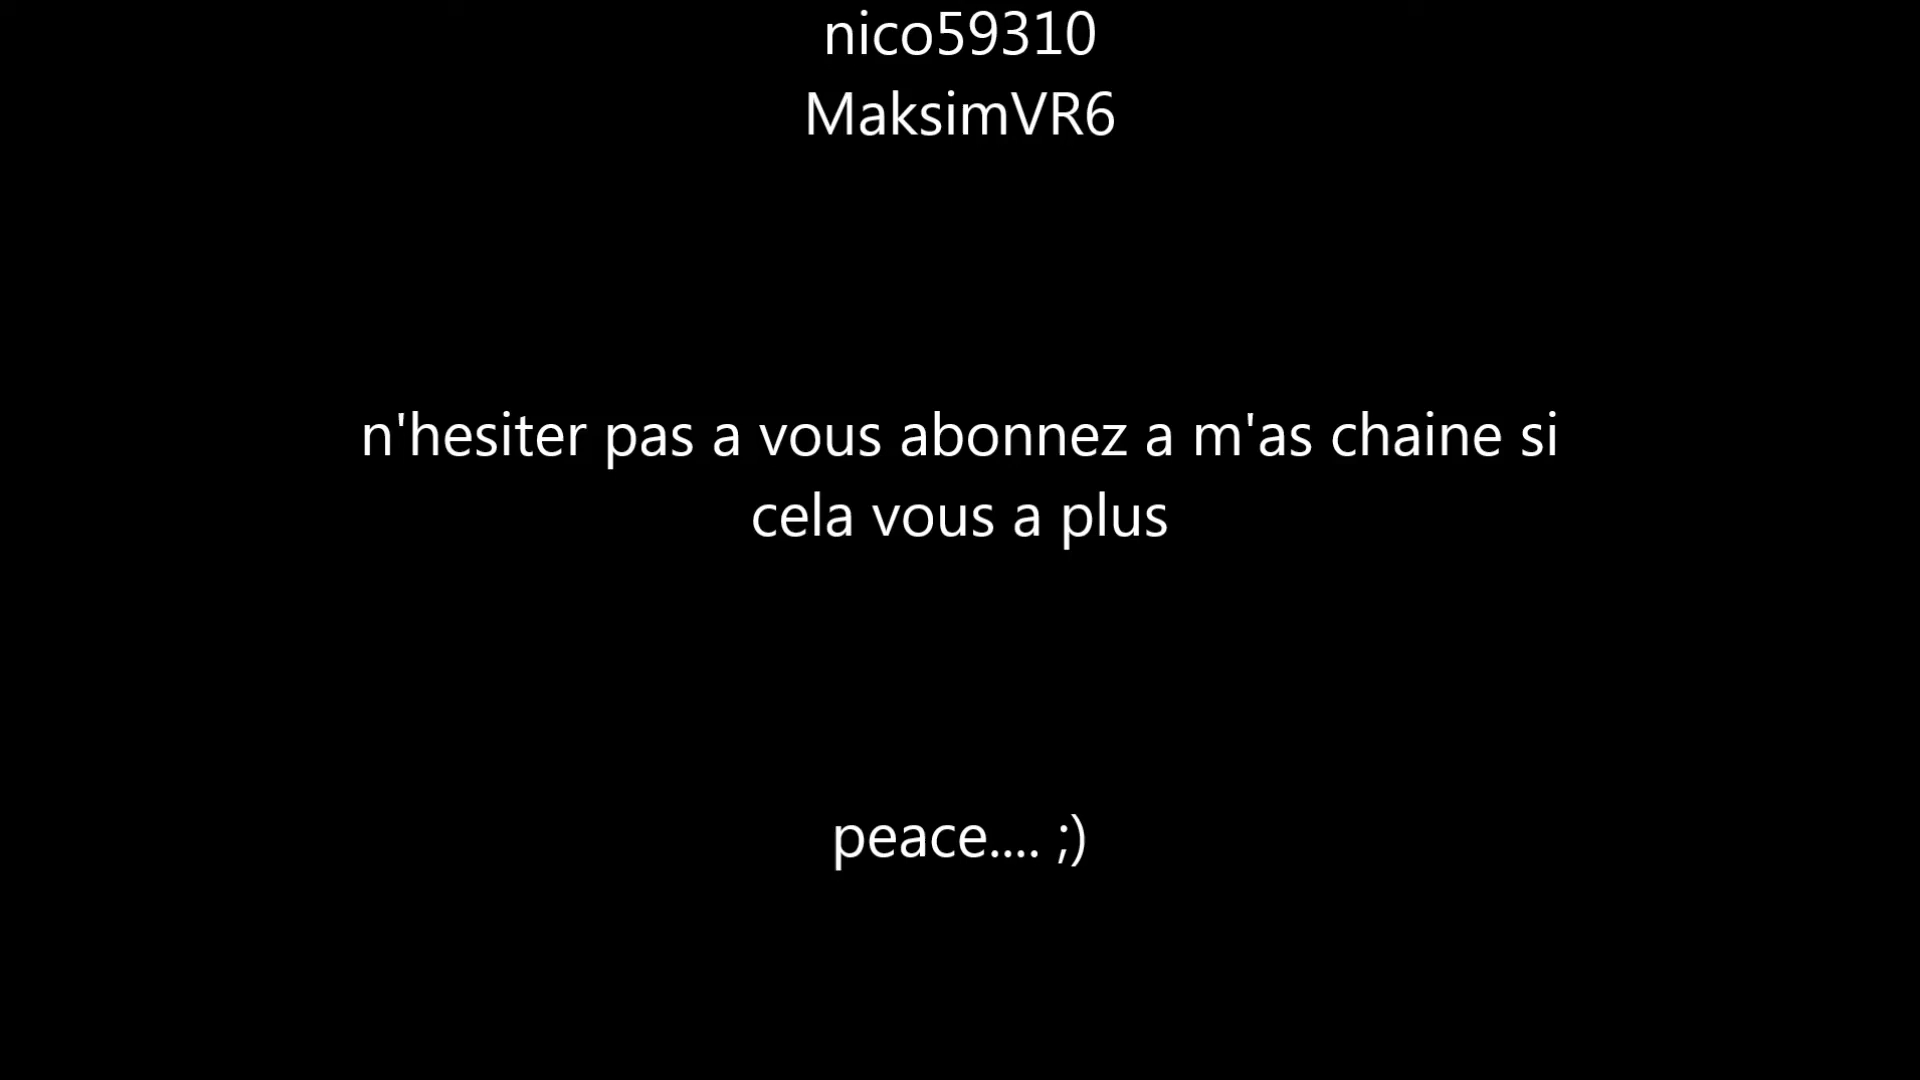 nico59310
MaksimVR6
n'hesiter pas a vous abonnez a m'as chaine si
cela vous a plus
peace.... ;)